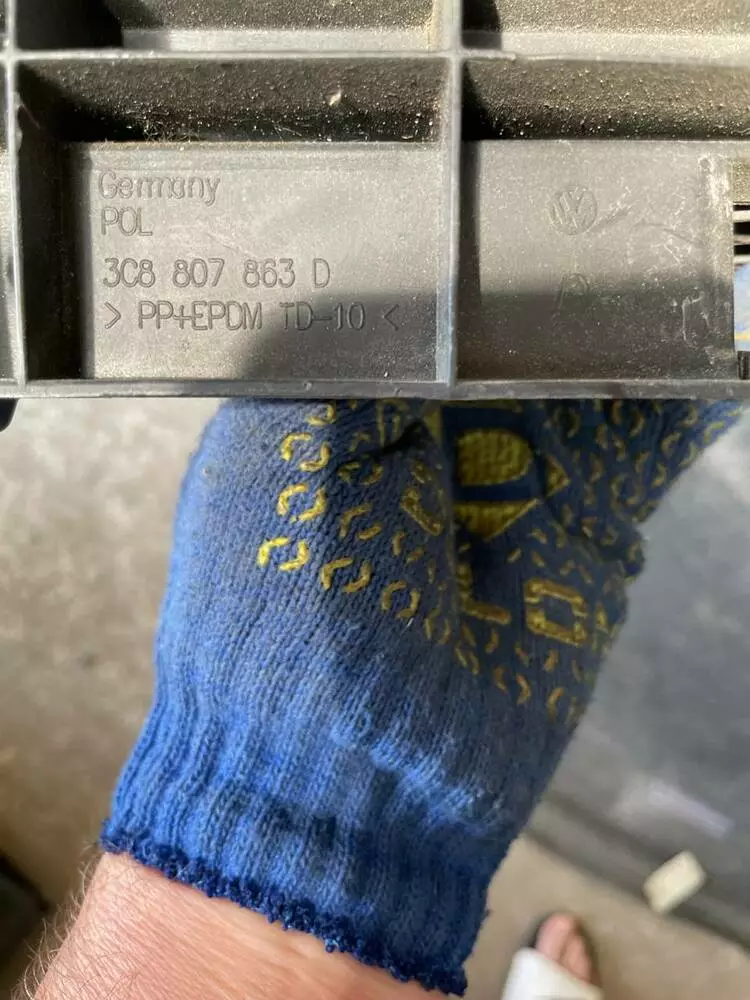 Germany
POL
3C8 807 863 D
> PP+EPDM TD-10 <